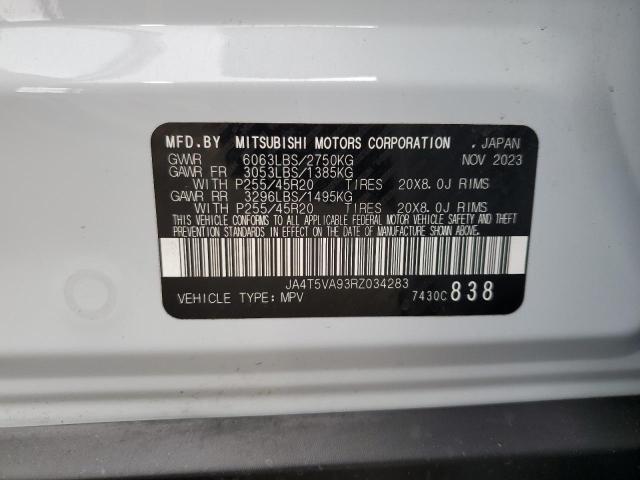 MFD.BY MITSUBISHI MOTORS CORPORATION . JAPAN
GVWR 6063LBS/2750KG NOV 2023
GAWR FR 3053LBS/1385KG
WITH P255/45R20 TIRES 20X8.0J RIMS
GAWR RR 3296LBS/1495KG
WITH P255/45R20 TIRES 20X8.0J RIMS
THIS VEHICLE CONFORMS TO ALL APPLICABLE FEDERAL MOTOR VEHICLE SAFETY AND THEFT
PREVENTION STANDARDS IN EFFECT ON THE DATE OF MANUFACTURE SHOWN ABOVE.
JA4T5VA93RZ034283
VEHICLE TYPE: MPV 7430C 838